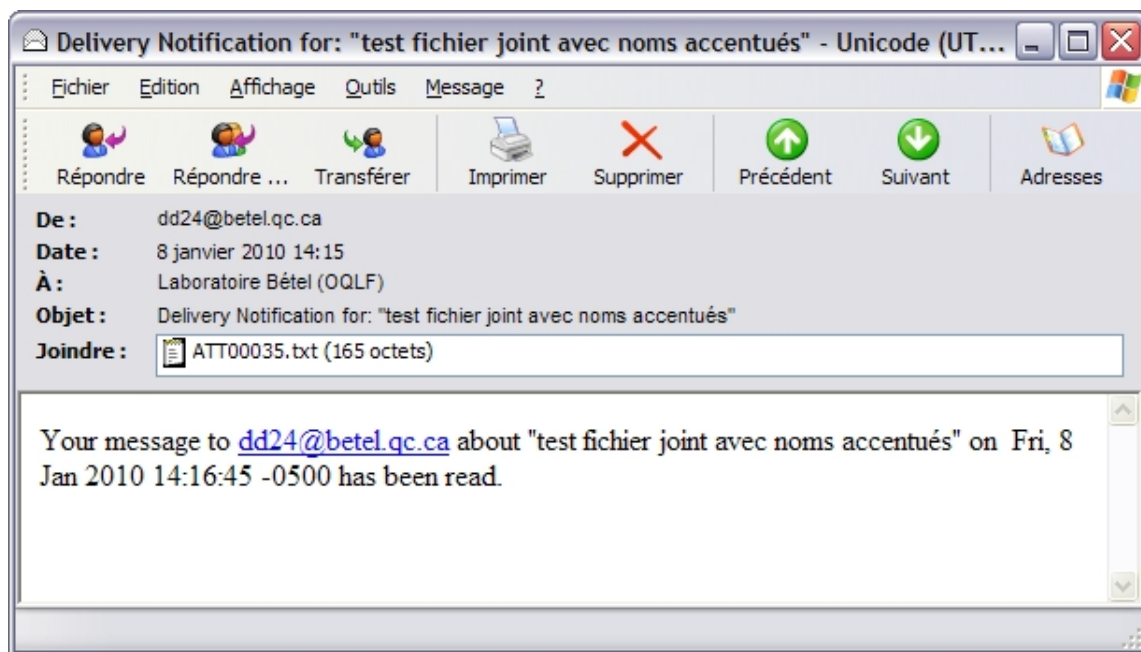 Delivery Notification for: "test fichier joint avec noms accentués" - Unicode (UT...
Fichier Edition Affichage Outils Message ?
Répondre Répondre ... Transférer Imprimer Supprimer Précédent Suivant Adresses
De : dd24@betel.qc.ca
Date : 8 janvier 2010 14:15
À : Laboratoire Bétel (OQLF)
Objet : Delivery Notification for: "test fichier joint avec noms accentués"
Joindre : ATT00035.txt (165 octets)
Your message to dd24@betel.qc.ca about "test fichier joint avec noms accentués" on Fri, 8
Jan 2010 14:16:45 -0500 has been read.